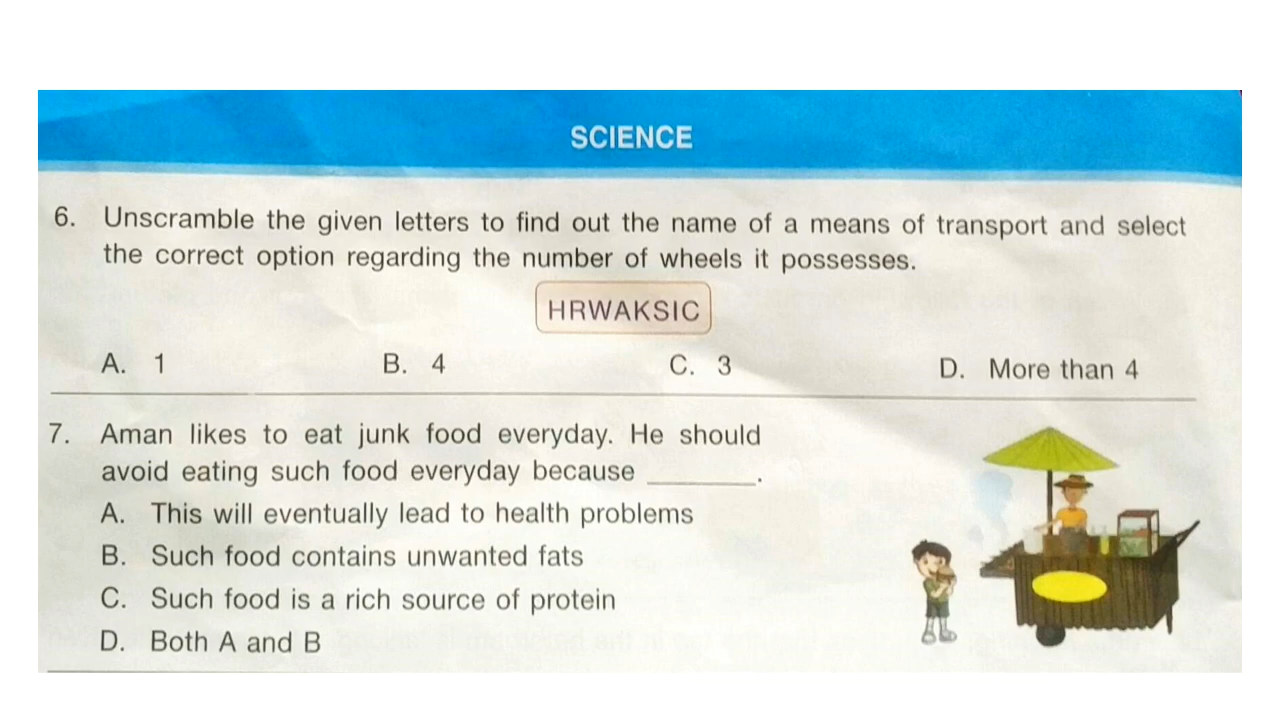 SCIENCE
6. Unscramble the given letters to find out the name of a means of transport and select
the correct option regarding the number of wheels it possesses.
HRWAKSIC
A. 1 B. 4 C. 3 D. More than 4
7. Aman likes to eat junk food everyday. He should
avoid eating such food everyday because ________.
A. This will eventually lead to health problems
B. Such food contains unwanted fats
C. Such food is a rich source of protein
D. Both A and B